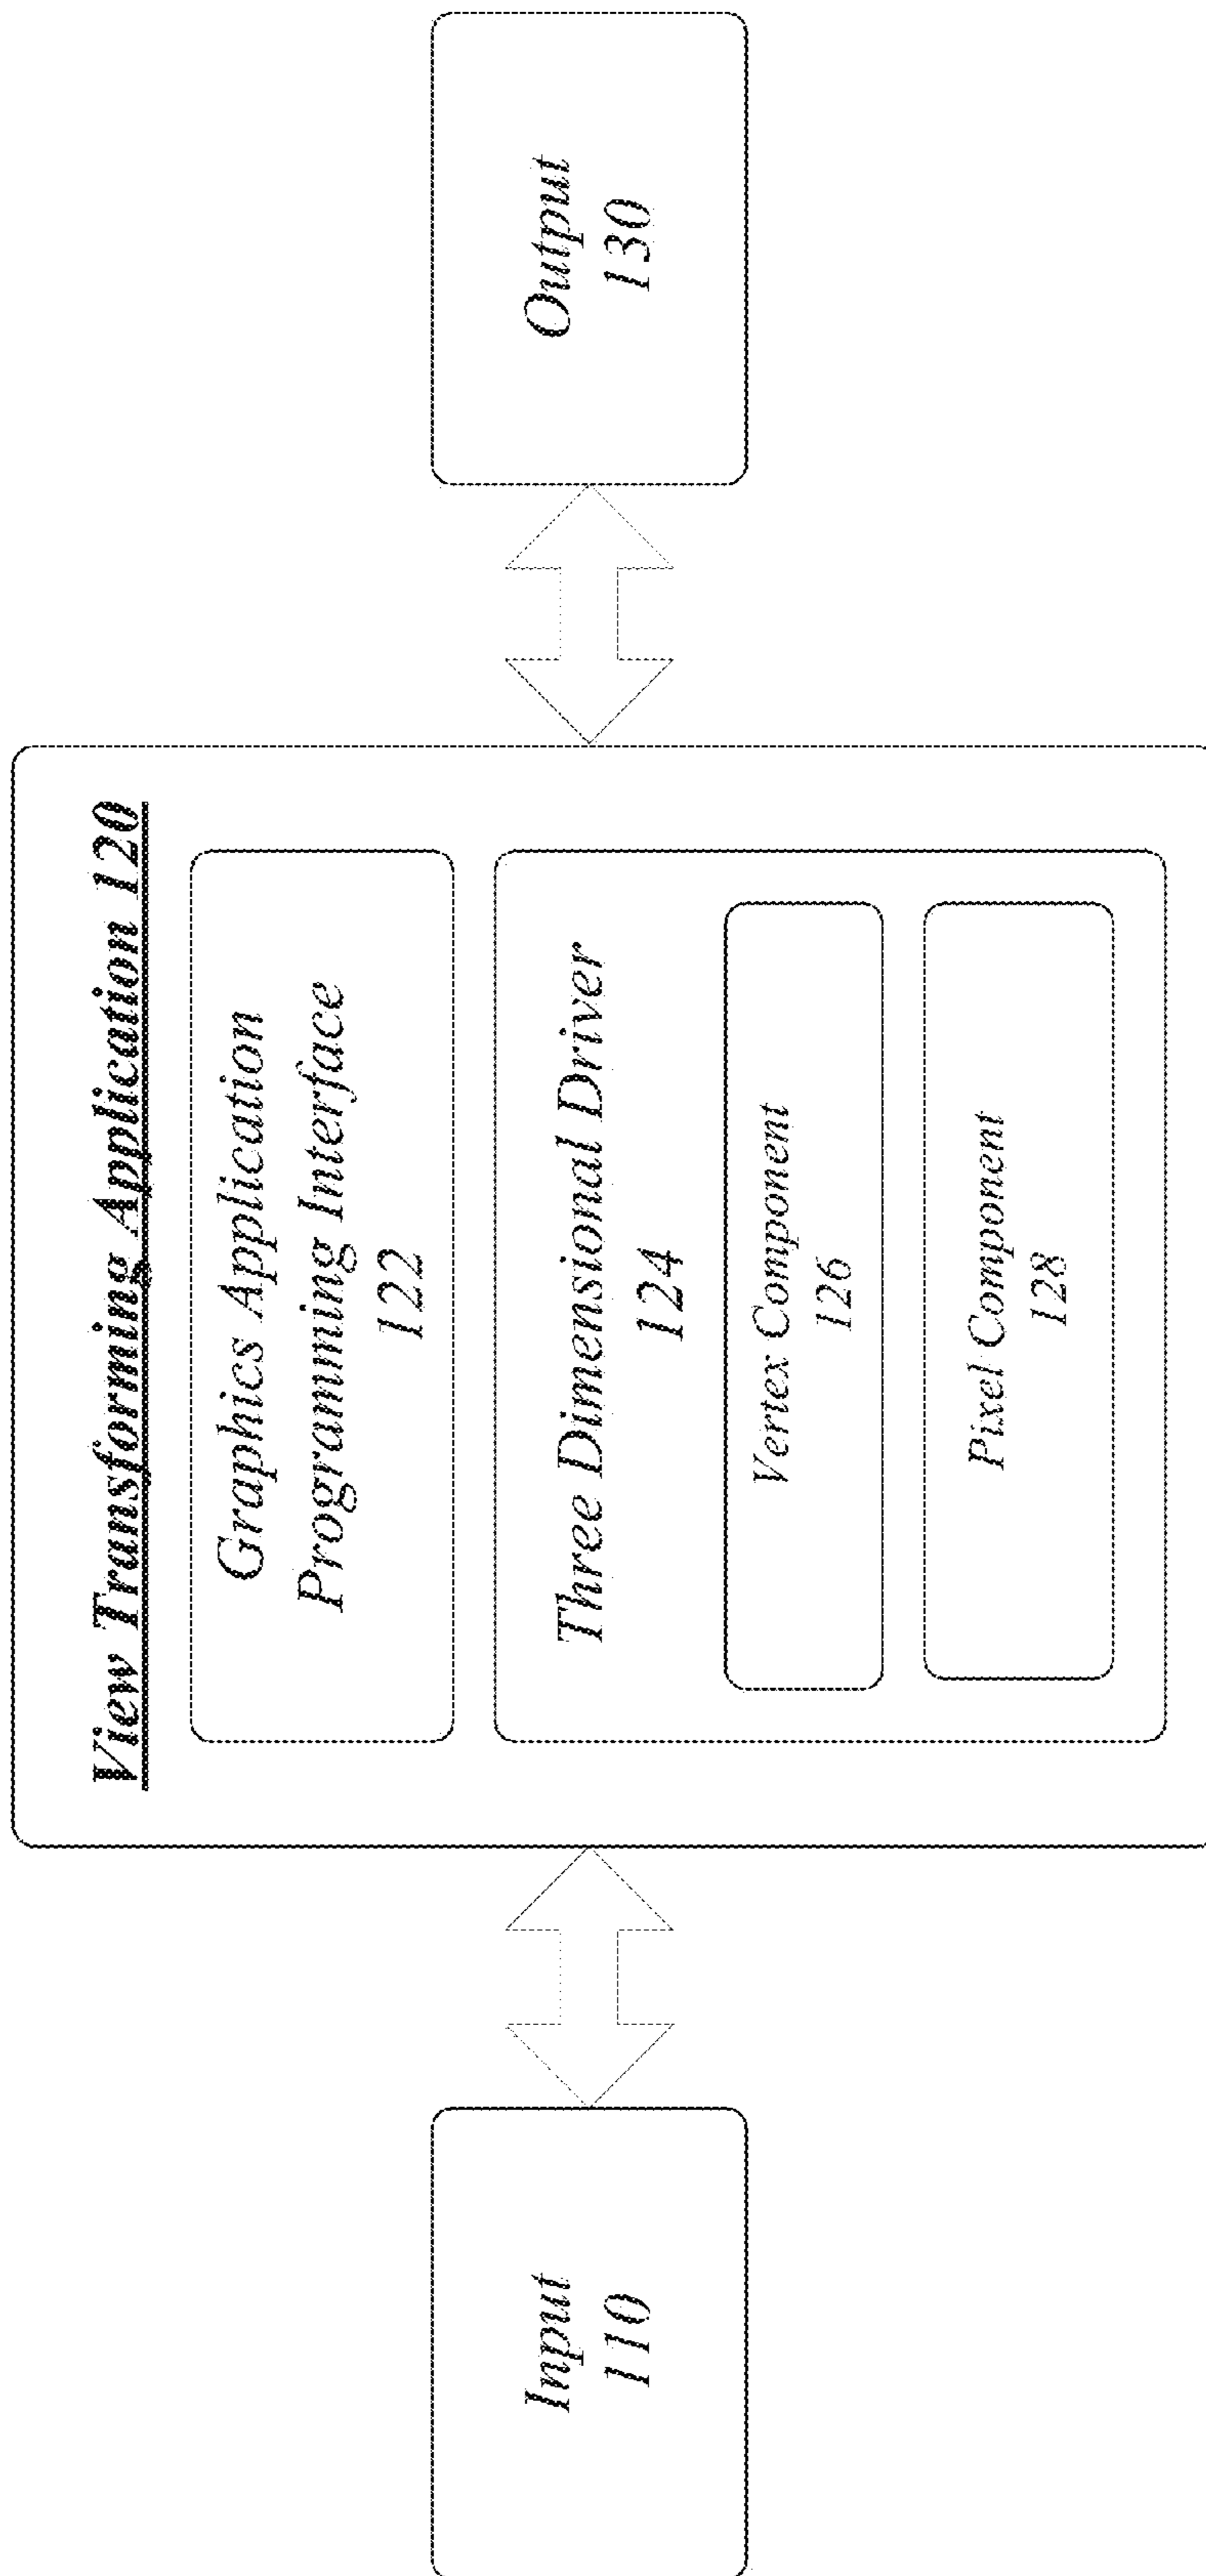 Input
110
View Transforming Application 120
Graphics Application
Programming Interface
122
Three Dimensional Driver
124
Vertex Component
126
Pixel Component
128
Output
130